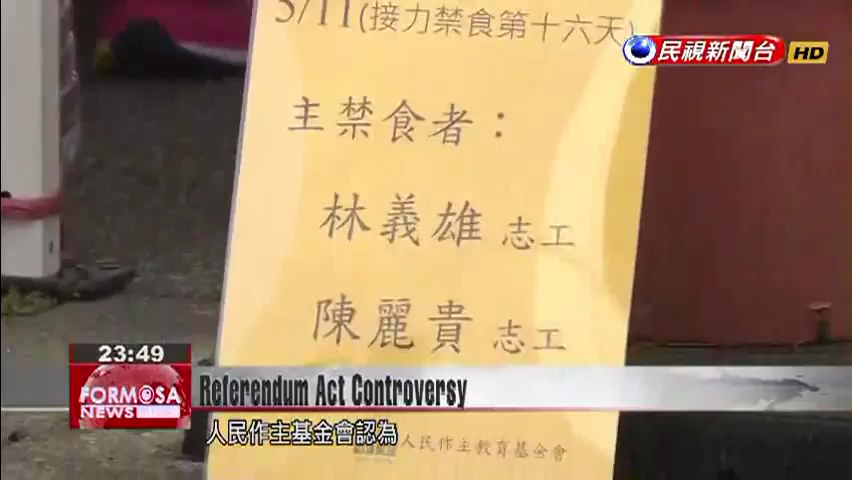 5/11(接力禁食第十六天)
民視新聞台 HD
主禁食者：
林義雄 志工
陳麗貴 志工
23:49
FORMOSA
NEWS
Referendum Act Controversy
人民作主基金會認為
人民作主教育基金會